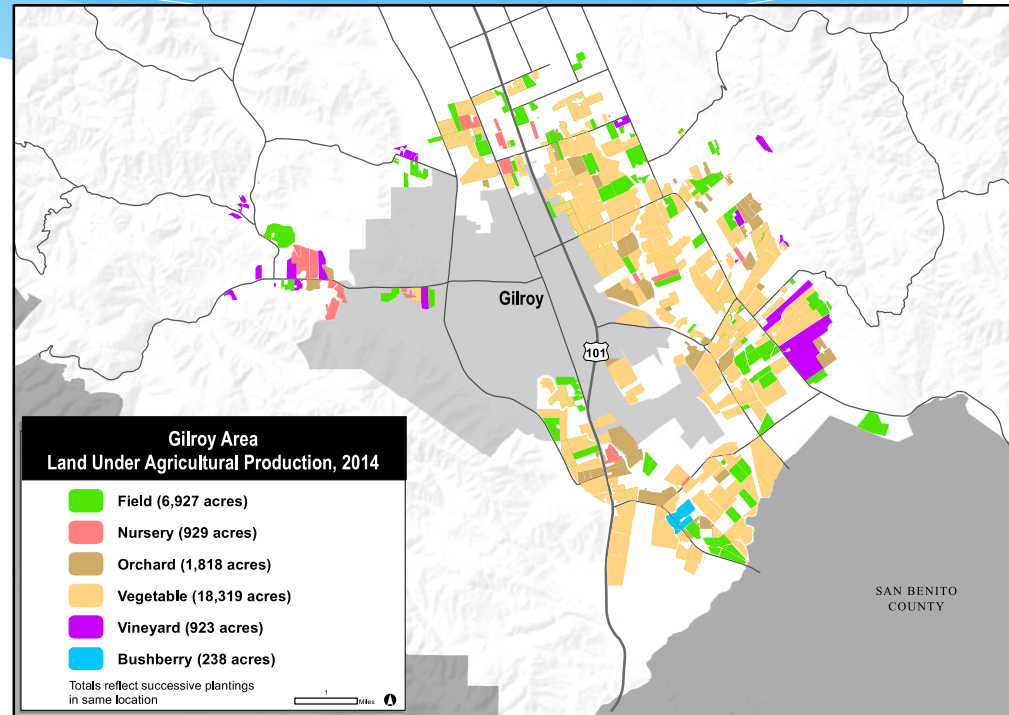 Gilroy
101
SAN BENITO
COUNTY
Gilroy Area
Land Under Agricultural Production, 2014
Field (6,927 acres)
Nursery (929 acres)
Orchard (1,818 acres)
Vegetable (18,319 acres)
Vineyard (923 acres)
Bushberry (238 acres)
Totals reflect successive plantings
in same location
1
Miles